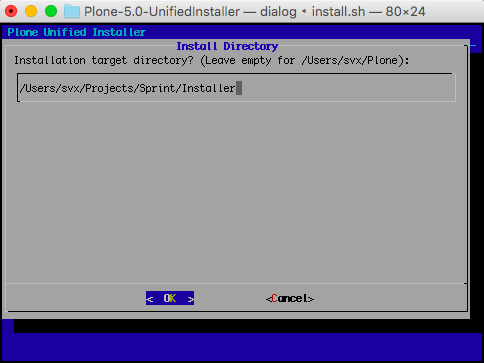 Plone-5.0-UnifiedInstaller — dialog ◂ install.sh — 80×24
Plone Unified Installer
Install Directory
Installation target directory? (Leave empty for /Users/svx/Plone):
/Users/svx/Projects/Sprint/Installer
< OK > <Cancel>